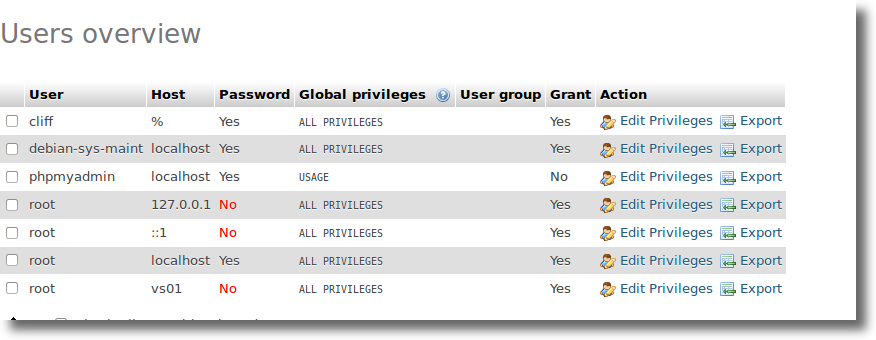 Users overview
User Host Password Global privileges User group Grant Action
cliff % Yes ALL PRIVILEGES Yes Edit Privileges Export
debian-sys-maint localhost Yes ALL PRIVILEGES Yes Edit Privileges Export
phpmyadmin localhost Yes USAGE No Edit Privileges Export
root 127.0.0.1 No ALL PRIVILEGES Yes Edit Privileges Export
root ::1 No ALL PRIVILEGES Yes Edit Privileges Export
root localhost Yes ALL PRIVILEGES Yes Edit Privileges Export
root vs01 No ALL PRIVILEGES Yes Edit Privileges Export